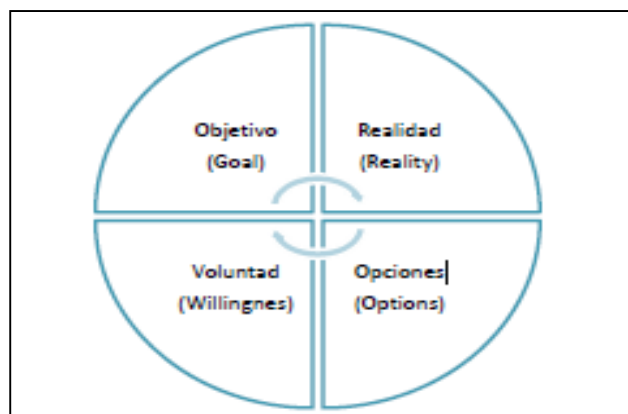 Objetivo
(Goal)
Realidad
(Reality)
Voluntad
(Willingnes)
Opciones
(Options)